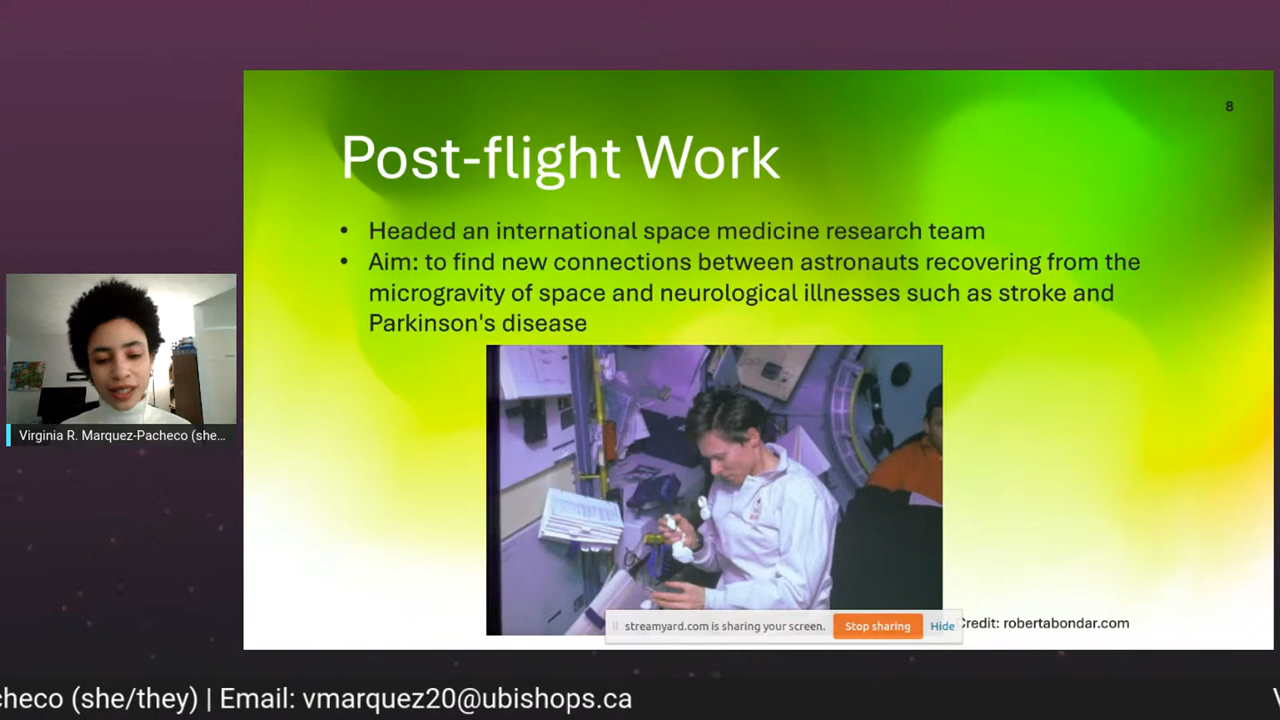 8
Post-flight Work
• Headed an international space medicine research team
• Aim: to find new connections between astronauts recovering from the
microgravity of space and neurological illnesses such as stroke and
Parkinson's disease
Virginia R. Marquez-Pacheco (she...
streamyard.com is sharing your screen. Stop sharing Hide
Credit: robertabondar.com
checo (she/they) | Email: vmarquez20@ubishops.ca